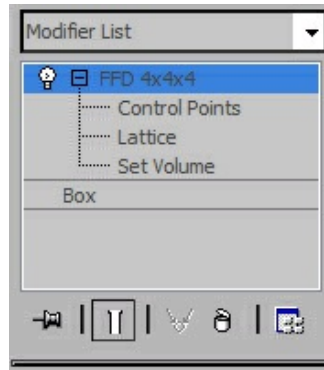 Modifier List
FFD 4x4x4
Control Points
Lattice
Set Volume
Box